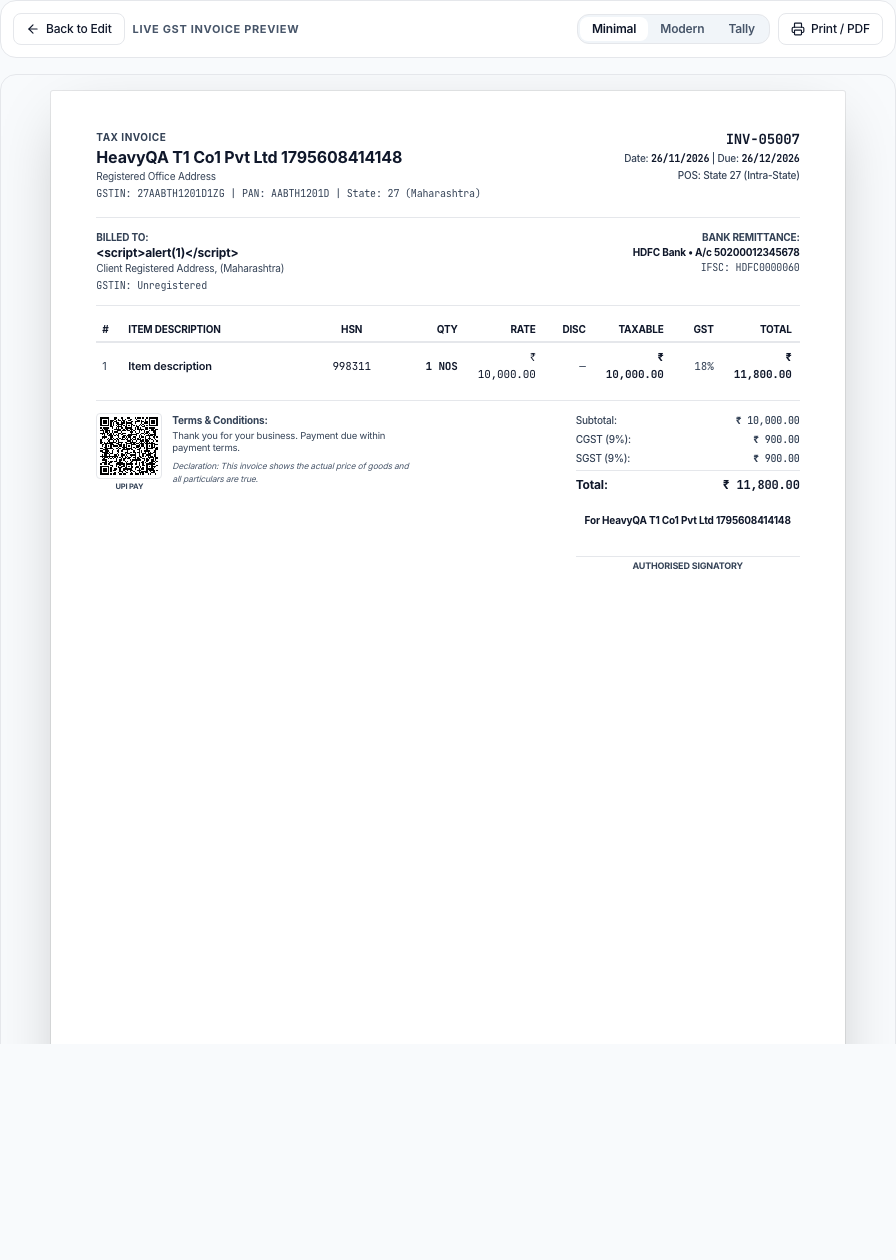 Back to Edit
LIVE GST INVOICE PREVIEW
Minimal
Modern
Tally
Print / PDF
TAX INVOICE
HeavyQA T1 Co1 Pvt Ltd 1795608414148
Registered Office Address
GSTIN: 27AABTH1201D1ZG | PAN: AABTH1201D | State: 27 (Maharashtra)
INV-05007
Date: 26/11/2026 | Due: 26/12/2026
POS: State 27 (Intra-State)
BILLED TO:
<script>alert(1)</script>
Client Registered Address, (Maharashtra)
GSTIN: Unregistered
BANK REMITTANCE:
HDFC Bank • A/c 50200012345678
IFSC: HDFC0000060
# ITEM DESCRIPTION HSN QTY RATE DISC TAXABLE GST TOTAL
1 Item description 998311 1 NOS ₹ 10,000.00 — ₹ 10,000.00 18% ₹ 11,800.00
UPI PAY
Terms & Conditions:
Thank you for your business. Payment due within
payment terms.
Declaration: This invoice shows the actual price of goods and
all particulars are true.
Subtotal: ₹ 10,000.00
CGST (9%): ₹ 900.00
SGST (9%): ₹ 900.00
Total: ₹ 11,800.00
For HeavyQA T1 Co1 Pvt Ltd 1795608414148
AUTHORISED SIGNATORY